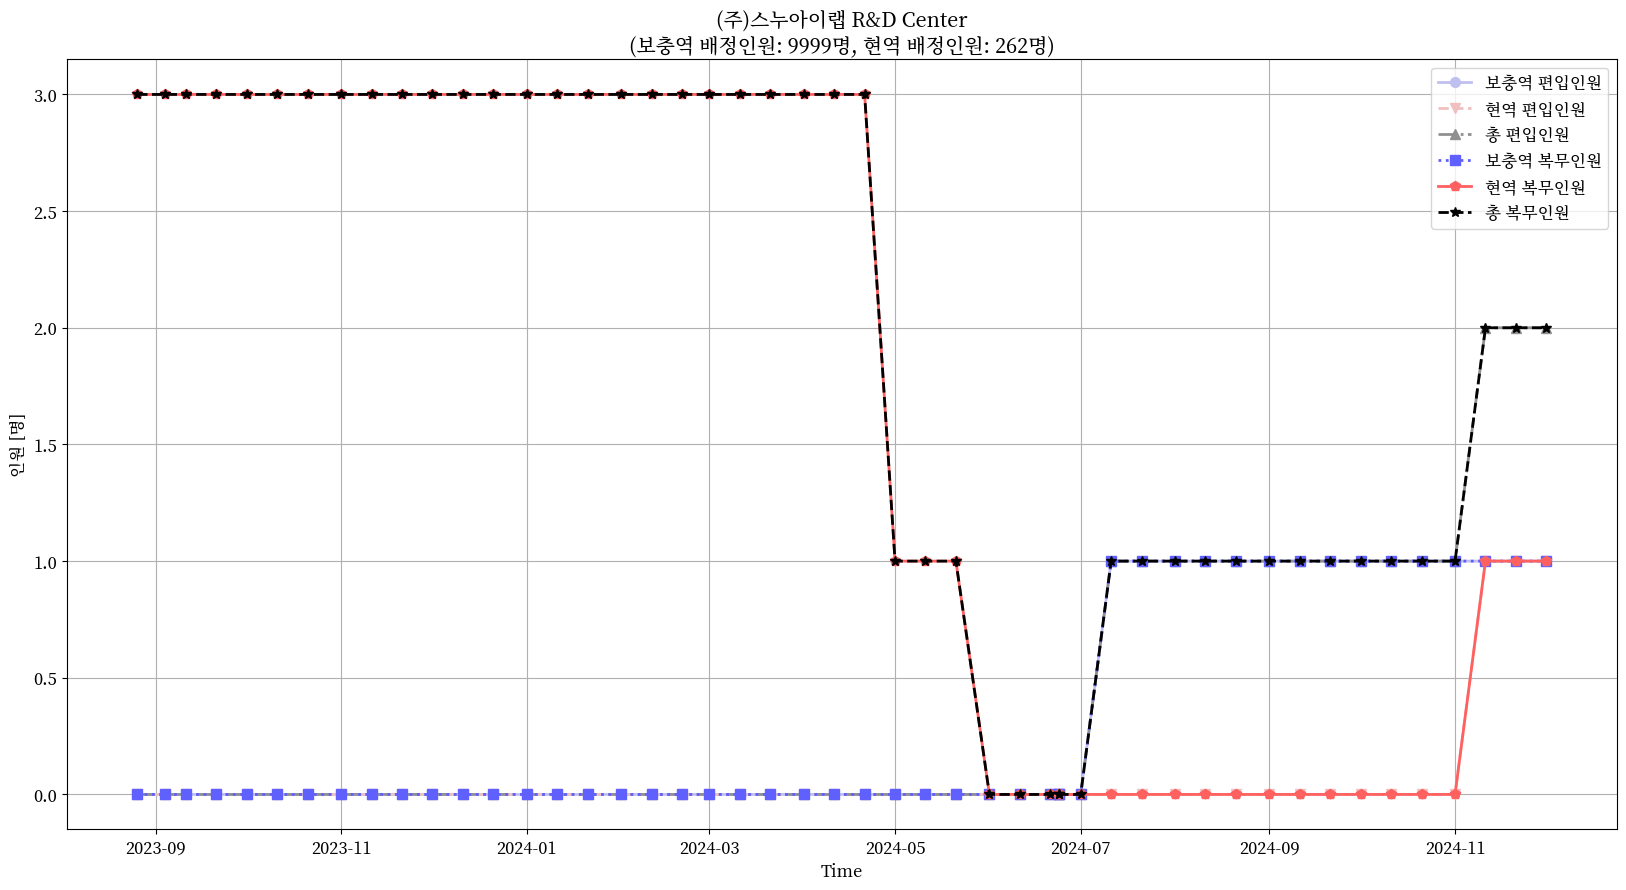 (주)스누아이랩 R&D Center
(보충역 배정인원: 9999명, 현역 배정인원: 262명)
보충역 편입인원
현역 편입인원
총 편입인원
보충역 복무인원
현역 복무인원
총 복무인원
3.0
2.5
2.0
1.5
1.0
0.5
0.0
인원 [명]
2023-09
2023-11
2024-01
2024-03
2024-05
2024-07
2024-09
2024-11
Time